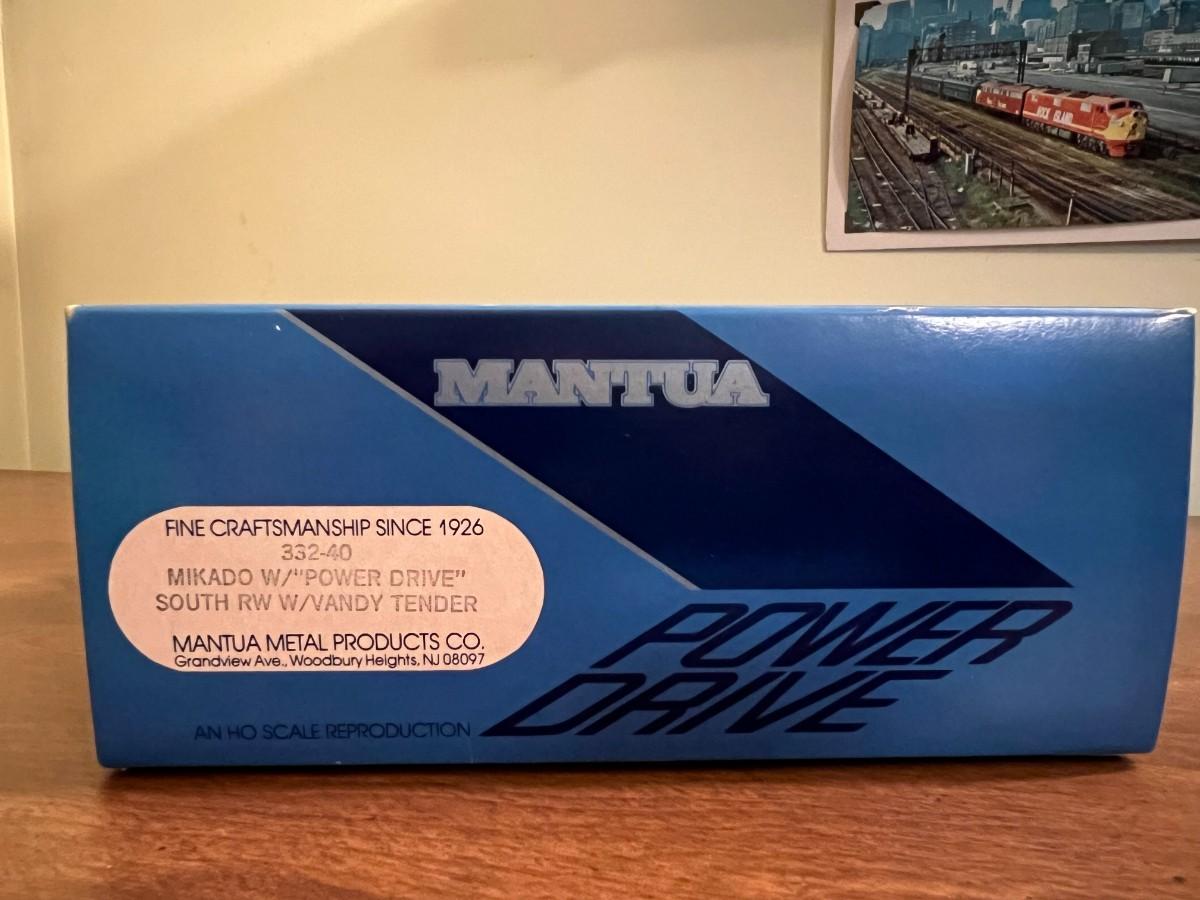 ROCK ISLAND
MANTUA
FINE CRAFTSMANSHIP SINCE 1926
332-40
MIKADO W/"POWER DRIVE"
SOUTH RW W/VANDY TENDER
MANTUA METAL PRODUCTS CO.
Grandview Ave., Woodbury Heights, NJ 08097
POWER
DRIVE
AN HO SCALE REPRODUCTION